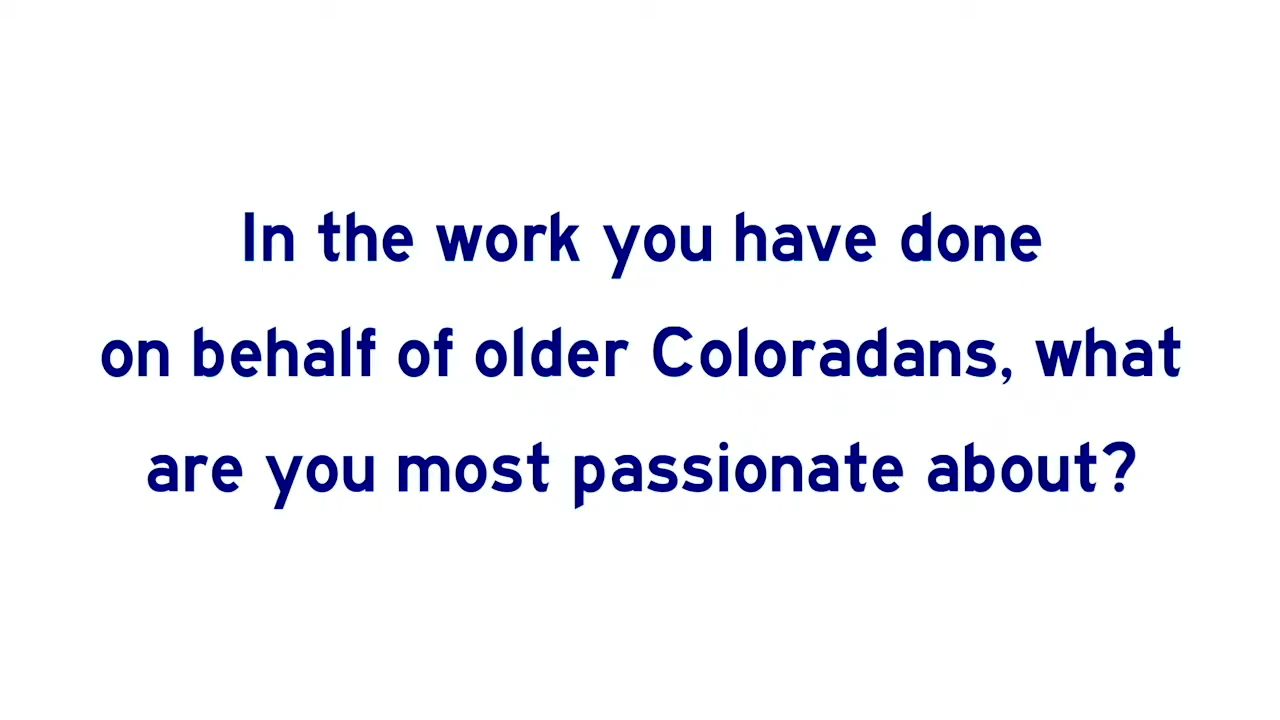 In the work you have done
on behalf of older Coloradans, what
are you most passionate about?